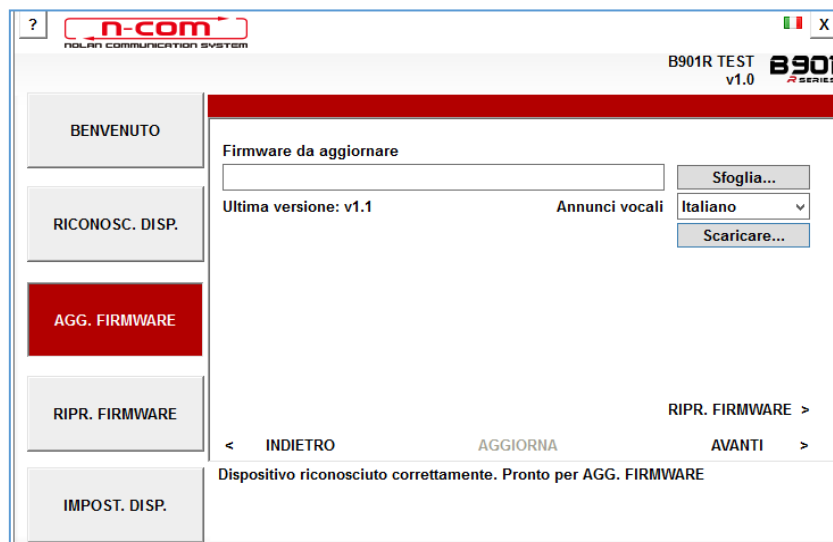 ?
n-com
NOLAN COMMUNICATION SYSTEM
X
B901R TEST
v1.0
B901
R SERIES
BENVENUTO
RICONOSC. DISP.
AGG. FIRMWARE
RIPR. FIRMWARE
IMPOST. DISP.
Firmware da aggiornare
Sfoglia...
Ultima versione: v1.1
Annunci vocali
Italiano
Scaricare...
RIPR. FIRMWARE >
< INDIETRO
AGGIORNA
AVANTI >
Dispositivo riconosciuto correttamente. Pronto per AGG. FIRMWARE